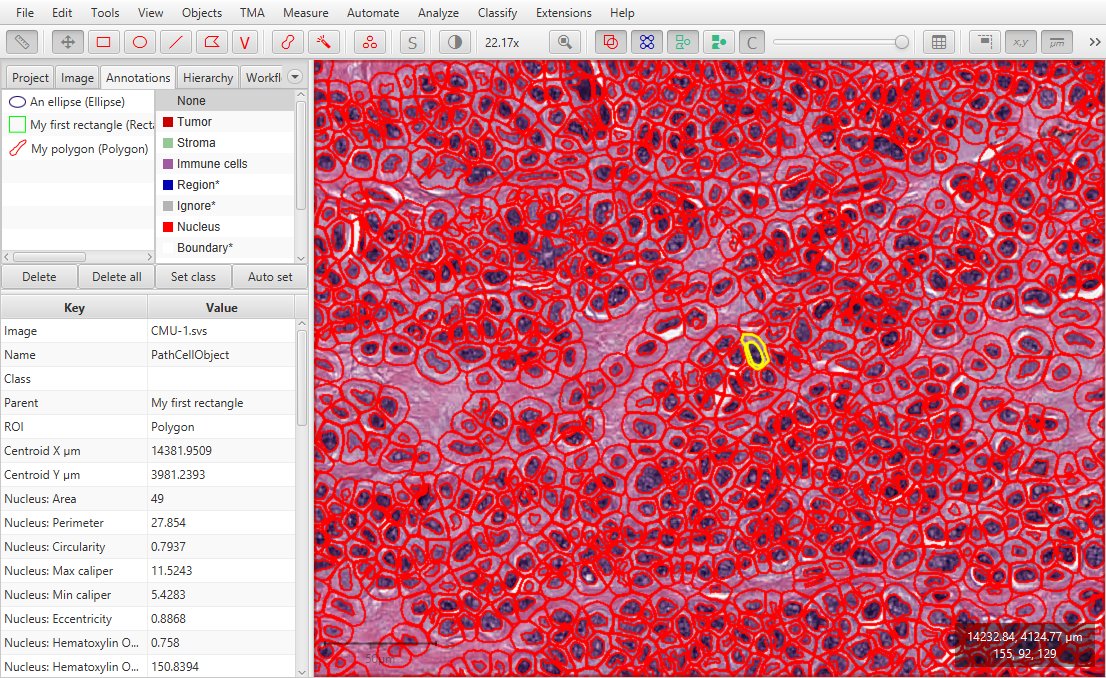 File Edit Tools View Objects TMA Measure Automate Analyze Classify Extensions Help
V S 22.17x C x,y µm
Project Image Annotations Hierarchy Workfl
An ellipse (Ellipse)
My first rectangle (Recta
My polygon (Polygon)
None
Tumor
Stroma
Immune cells
Region*
Ignore*
Nucleus
Boundary*
Delete Delete all Set class Auto set
Key Value
Image CMU-1.svs
Name PathCellObject
Class
Parent My first rectangle
ROI Polygon
Centroid X µm 14381.9509
Centroid Y µm 3981.2393
Nucleus: Area 49
Nucleus: Perimeter 27.854
Nucleus: Circularity 0.7937
Nucleus: Max caliper 11.5243
Nucleus: Min caliper 5.4283
Nucleus: Eccentricity 0.8868
Nucleus: Hematoxylin O... 0.758
Nucleus: Hematoxylin O... 150.8394
50µm
14232.84, 4124.77 µm
155, 92, 129